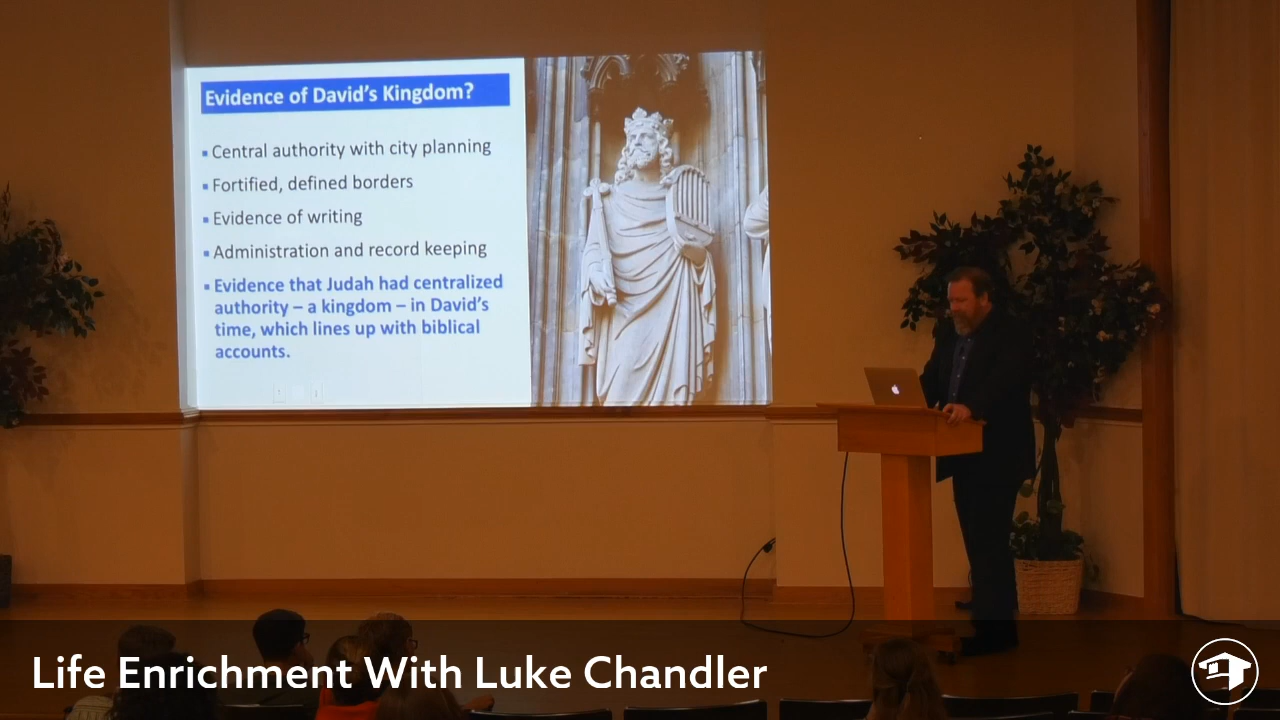 Evidence of David's Kingdom?
▪ Central authority with city planning
▪ Fortified, defined borders
▪ Evidence of writing
▪ Administration and record keeping
▪ Evidence that Judah had centralized
authority – a kingdom – in David's
time, which lines up with biblical
accounts.
Life Enrichment With Luke Chandler